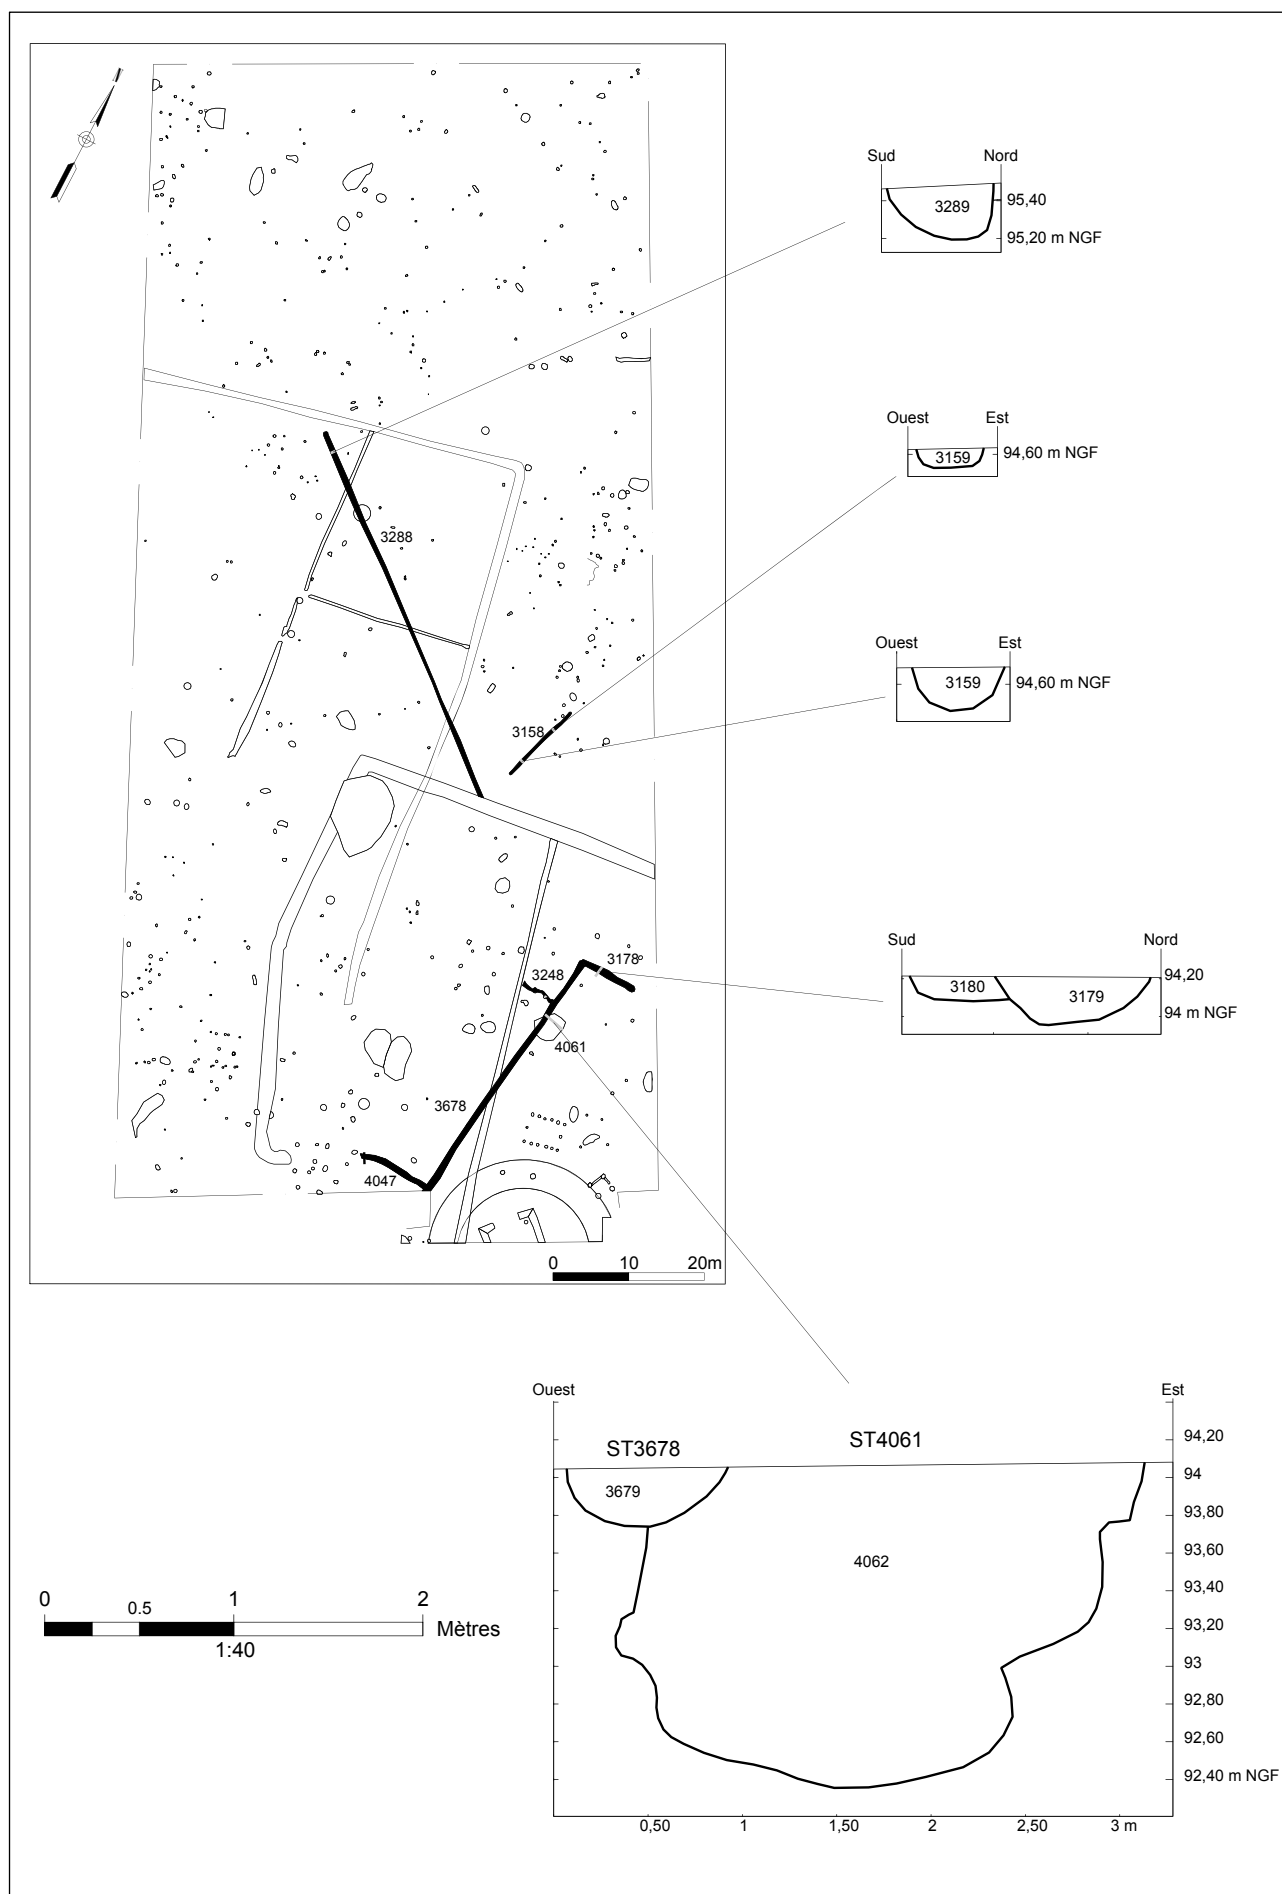 Sud Nord
3289
95,40
95,20 m NGF
Ouest Est
3159
94,60 m NGF
3288
Ouest Est
3159
94,60 m NGF
3158
Sud Nord
3178
3248
94,20
3180
3179
94 m NGF
4061
3678
4047
0 10 20m
Ouest Est
ST3678 ST4061
94,20
94
3679
93,80
4062
93,60
93,40
93,20
93
92,80
92,60
92,40 m NGF
0,50 1 1,50 2 2,50 3 m
0 0.5 1 2
Mètres
1:40